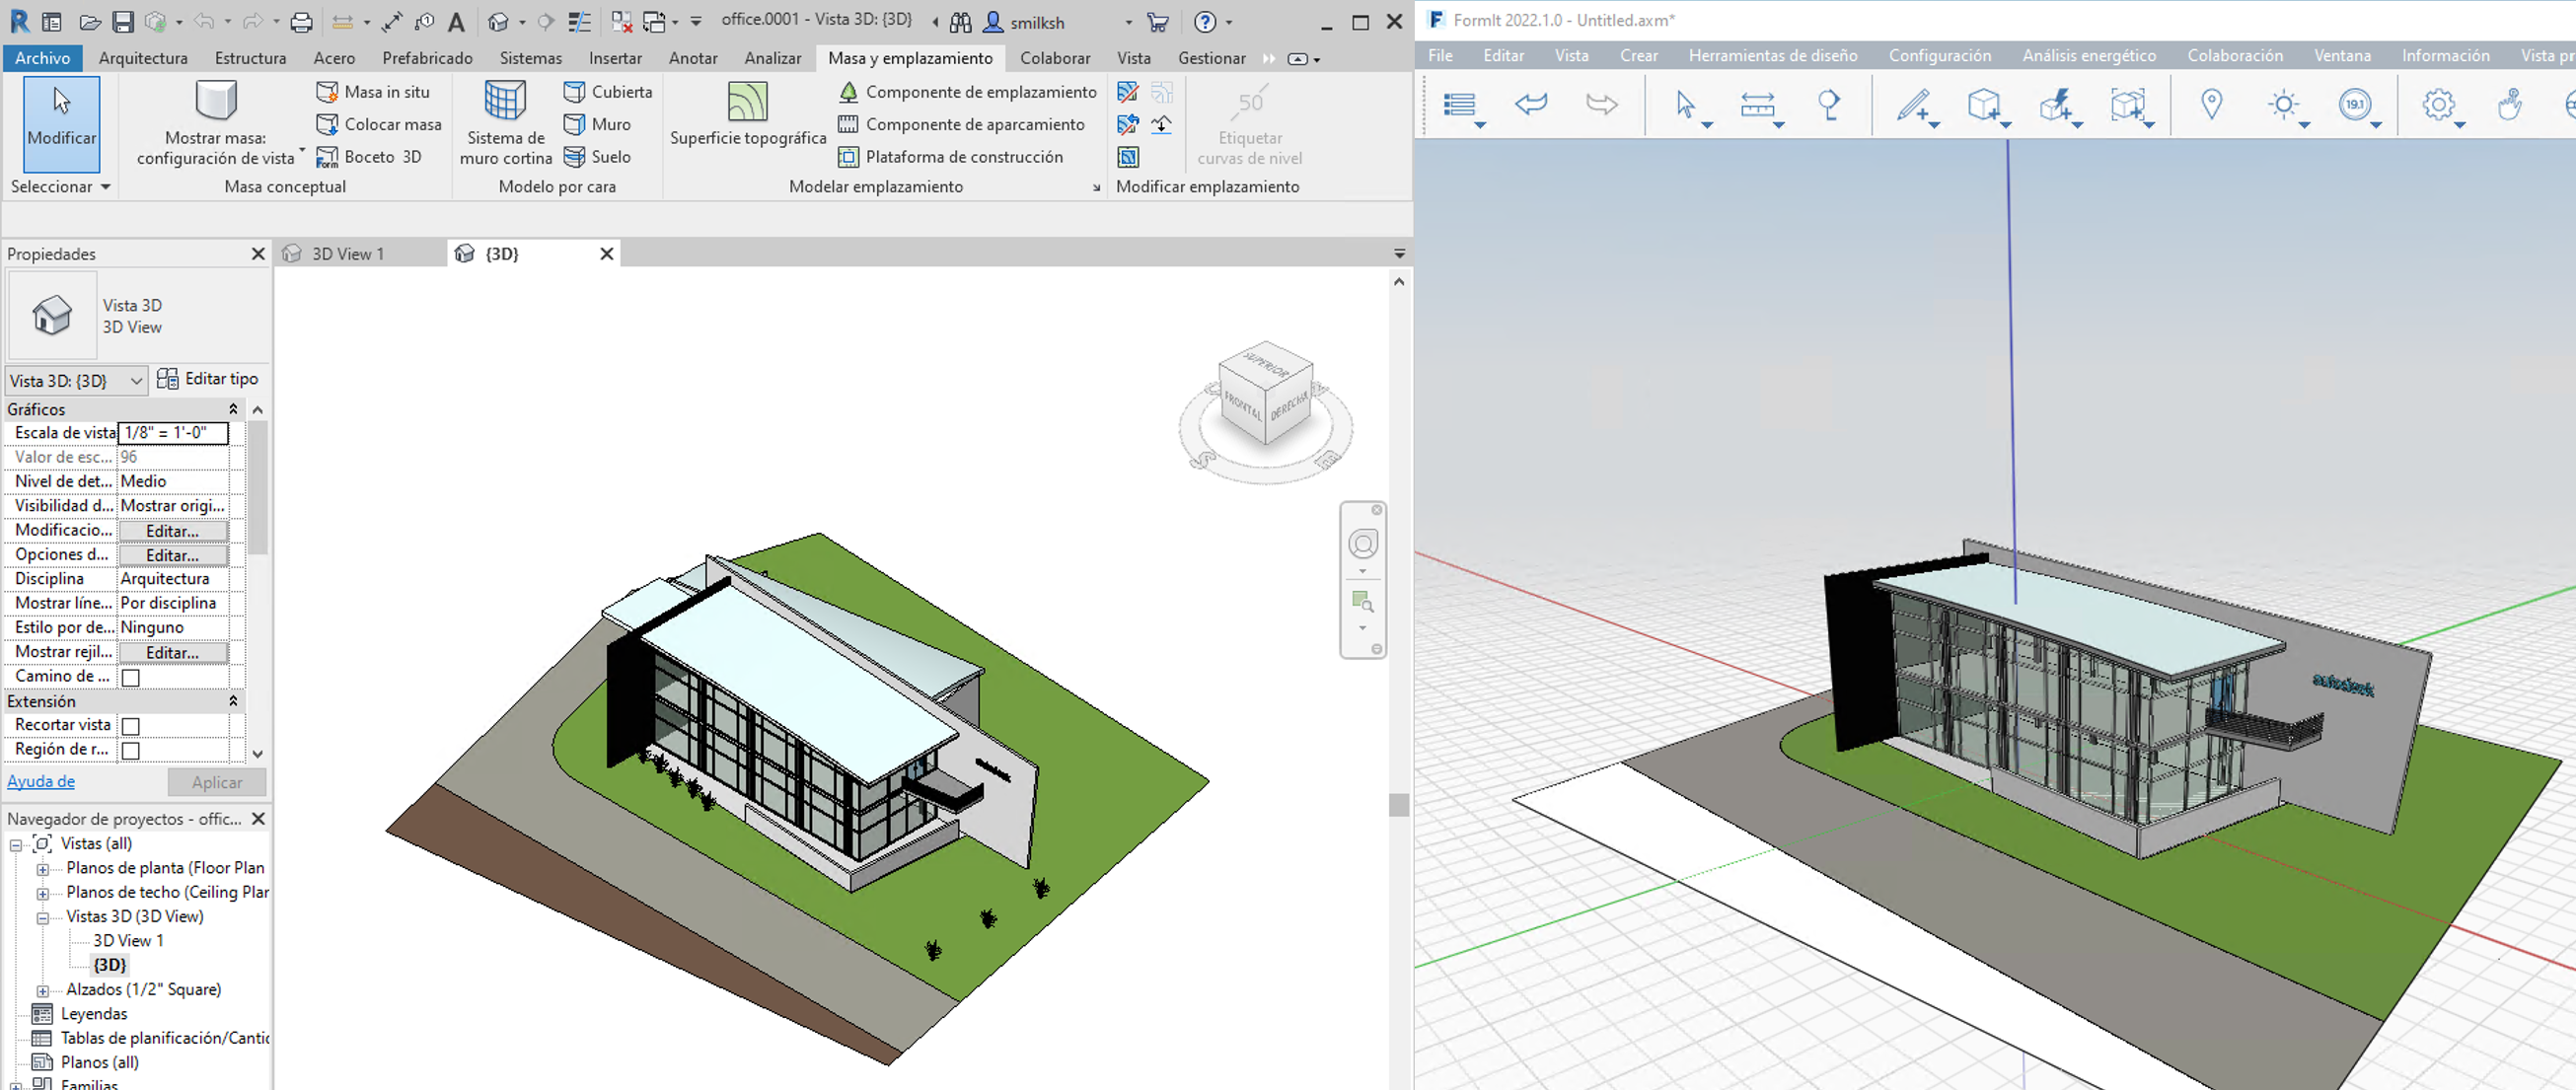 office.0001 - Vista 3D: {3D}
smilksh
Archivo
Arquitectura
Estructura
Acero
Prefabricado
Sistemas
Insertar
Anotar
Analizar
Masa y emplazamiento
Colaborar
Vista
Gestionar
Modificar
Seleccionar
Mostrar masa:
configuración de vista
Masa in situ
Colocar masa
Form
Boceto 3D
Masa conceptual
Sistema de
muro cortina
Cubierta
Muro
Suelo
Modelo por cara
Superficie topográfica
Componente de emplazamiento
Componente de aparcamiento
Plataforma de construcción
Modelar emplazamiento
50
Etiquetar
curvas de nivel
Modificar emplazamiento
Propiedades
3D View 1
{3D}
Vista 3D
3D View
Vista 3D: {3D}
Editar tipo
Gráficos
Escala de vista 1/8" = 1'-0"
Valor de esc... 96
Nivel de det... Medio
Visibilidad d... Mostrar origi...
Modificacio... Editar...
Opciones d... Editar...
Disciplina Arquitectura
Mostrar líne... Por disciplina
Estilo por de... Ninguno
Mostrar rejil... Editar...
Camino de ...
Extensión
Recortar vista
Región de r...
Ayuda de
Aplicar
Navegador de proyectos - offic...
Vistas (all)
Planos de planta (Floor Plan
Planos de techo (Ceiling Plan
Vistas 3D (3D View)
3D View 1
{3D}
Alzados (1/2" Square)
Leyendas
Tablas de planificación/Cantid
Planos (all)
Familias
SUPERIOR
FRONTAL
DERECHA
S
E
autodesk
FormIt 2022.1.0 - Untitled.axm*
File
Editar
Vista
Crear
Herramientas de diseño
Configuración
Análisis energético
Colaboración
Ventana
Información
Vista pr
19.1
autodesk